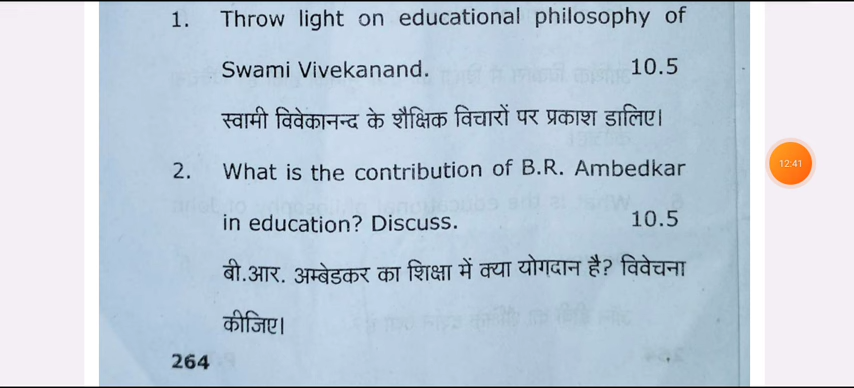 1. Throw light on educational philosophy of
Swami Vivekanand. 10.5
स्वामी विवेकानन्द के शैक्षिक विचारों पर प्रकाश डालिए।
2. What is the contribution of B.R. Ambedkar
in education? Discuss. 10.5
बी.आर. अम्बेडकर का शिक्षा में क्या योगदान है? विवेचना
कीजिए।
264
12:41